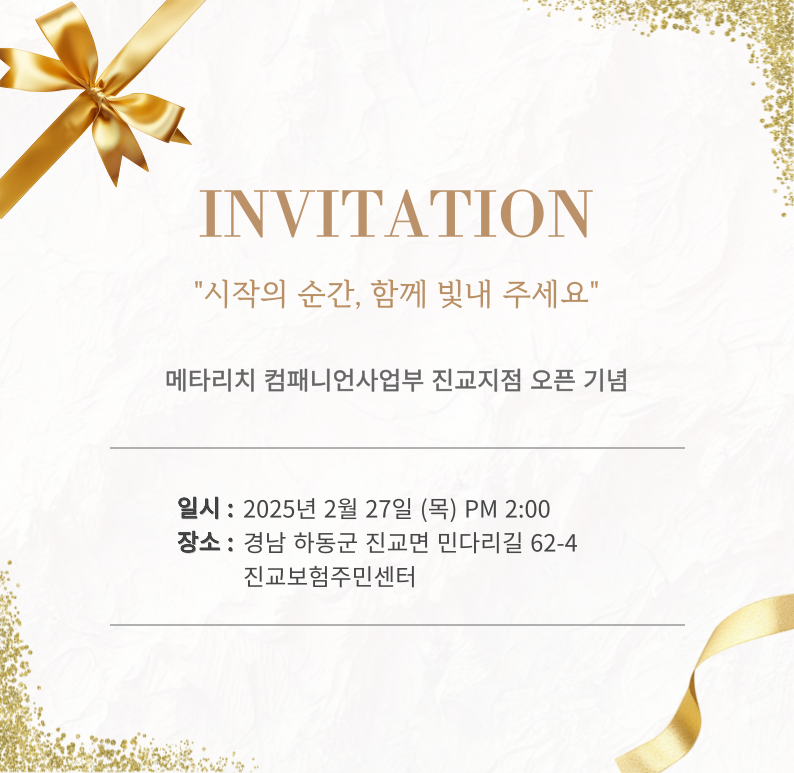 INVITATION
"시작의 순간, 함께 빛내 주세요"
메타리치 컴패니언사업부 진교지점 오픈 기념
일시 : 2025년 2월 27일 (목) PM 2:00
장소 : 경남 하동군 진교면 민다리길 62-4
진교보험주민센터